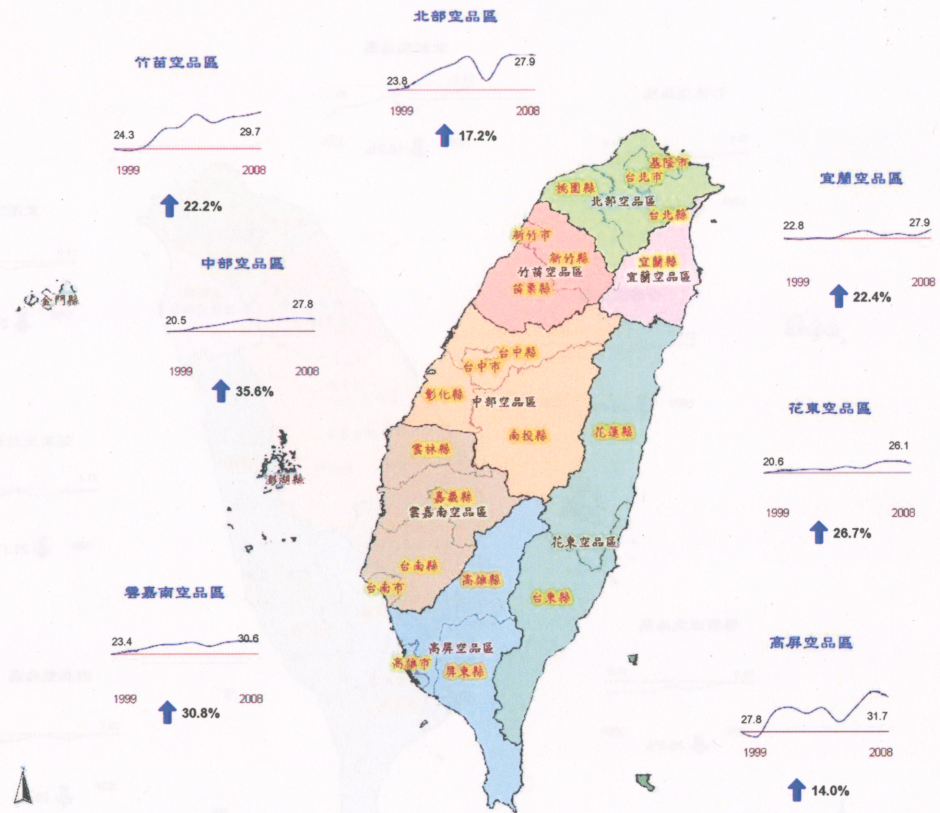 北部空品區
23.8
27.9
1999
2008
17.2%
竹苗空品區
24.3
29.7
1999
2008
22.2%
中部空品區
20.5
27.8
1999
2008
35.6%
宜蘭空品區
22.8
27.9
1999
2008
22.4%
花東空品區
20.6
26.1
1999
2008
26.7%
雲嘉南空品區
23.4
30.6
1999
2008
30.8%
高屏空品區
27.8
31.7
1999
2008
14.0%
基隆市
台北市
桃園縣
北部空品區
台北縣
新竹市
新竹縣
竹苗空品區
苗栗縣
宜蘭縣
宜蘭空品區
金門縣
台中縣
台中市
彰化縣
中部空品區
南投縣
花蓮縣
雲林縣
澎湖縣
嘉義縣
雲嘉南空品區
花東空品區
台南縣
台南市
高雄縣
台東縣
高屏空品區
高雄市
屏東縣